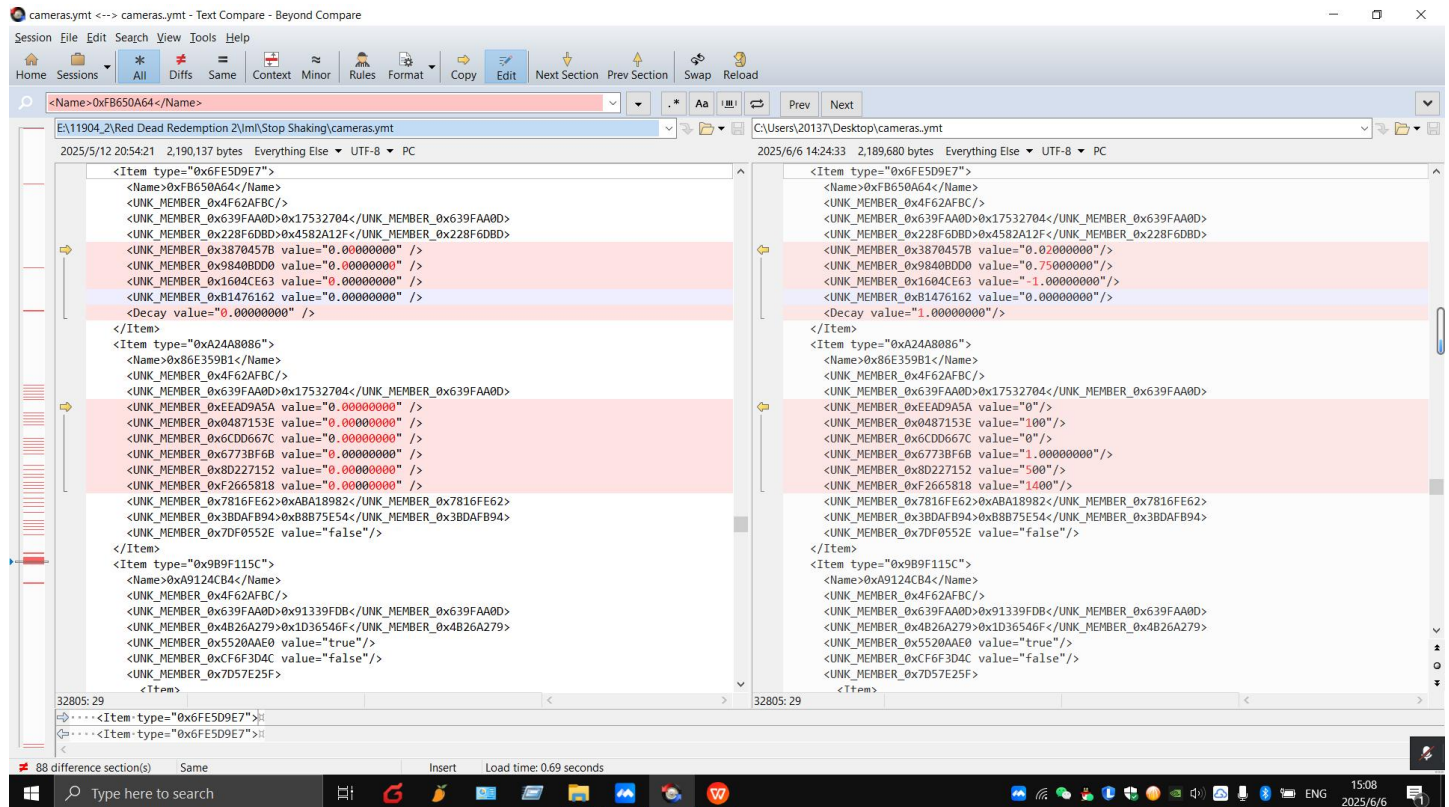 cameras.ymt <--> cameras..ymt - Text Compare - Beyond Compare
Session File Edit Search View Tools Help
Home Sessions All Diffs Same Context Minor Rules Format Copy Edit Next Section Prev Section Swap Reload
<Name>0xFB650A64</Name> .* Aa Prev Next
E:\11904_2\Red Dead Redemption 2\lml\Stop Shaking\cameras.ymt
2025/5/12 20:54:21 2,190,137 bytes Everything Else UTF-8 PC
<Item type="0x6FE5D9E7">
<Name>0xFB650A64</Name>
<UNK_MEMBER_0x4F62AFBC/>
<UNK_MEMBER_0x639FAA0D>0x17532704</UNK_MEMBER_0x639FAA0D>
<UNK_MEMBER_0x228F6DBD>0x4582A12F</UNK_MEMBER_0x228F6DBD>
<UNK_MEMBER_0x3870457B value="0.00000000" />
<UNK_MEMBER_0x9840BDD0 value="0.00000000" />
<UNK_MEMBER_0x1604CE63 value="0.00000000" />
<UNK_MEMBER_0xB1476162 value="0.00000000" />
<Decay value="0.00000000" />
</Item>
<Item type="0xA24A8086">
<Name>0x86E359B1</Name>
<UNK_MEMBER_0x4F62AFBC/>
<UNK_MEMBER_0x639FAA0D>0x17532704</UNK_MEMBER_0x639FAA0D>
<UNK_MEMBER_0xEEAD9A5A value="0.00000000" />
<UNK_MEMBER_0x0487153E value="0.00000000" />
<UNK_MEMBER_0x6CDD667C value="0.00000000" />
<UNK_MEMBER_0x6773BF6B value="0.00000000" />
<UNK_MEMBER_0x8D227152 value="0.00000000" />
<UNK_MEMBER_0xF2665818 value="0.00000000" />
<UNK_MEMBER_0x7816FE62>0xABA18982</UNK_MEMBER_0x7816FE62>
<UNK_MEMBER_0x3BDAFB94>0xB8B75E54</UNK_MEMBER_0x3BDAFB94>
<UNK_MEMBER_0x7DF0552E value="false"/>
</Item>
<Item type="0x9B9F115C">
<Name>0xA9124CB4</Name>
<UNK_MEMBER_0x4F62AFBC/>
<UNK_MEMBER_0x639FAA0D>0x91339FDB</UNK_MEMBER_0x639FAA0D>
<UNK_MEMBER_0x4B26A279>0x1D36546F</UNK_MEMBER_0x4B26A279>
<UNK_MEMBER_0x5520AAE0 value="true"/>
<UNK_MEMBER_0xCF6F3D4C value="false"/>
<UNK_MEMBER_0x7D57E25F>
<Item>
32805: 29
C:\Users\20137\Desktop\cameras..ymt
2025/6/6 14:24:33 2,189,680 bytes Everything Else UTF-8 PC
<Item type="0x6FE5D9E7">
<Name>0xFB650A64</Name>
<UNK_MEMBER_0x4F62AFBC/>
<UNK_MEMBER_0x639FAA0D>0x17532704</UNK_MEMBER_0x639FAA0D>
<UNK_MEMBER_0x228F6DBD>0x4582A12F</UNK_MEMBER_0x228F6DBD>
<UNK_MEMBER_0x3870457B value="0.02000000"/>
<UNK_MEMBER_0x9840BDD0 value="0.75000000"/>
<UNK_MEMBER_0x1604CE63 value="-1.00000000"/>
<UNK_MEMBER_0xB1476162 value="0.00000000"/>
<Decay value="1.00000000"/>
</Item>
<Item type="0xA24A8086">
<Name>0x86E359B1</Name>
<UNK_MEMBER_0x4F62AFBC/>
<UNK_MEMBER_0x639FAA0D>0x17532704</UNK_MEMBER_0x639FAA0D>
<UNK_MEMBER_0xEEAD9A5A value="0"/>
<UNK_MEMBER_0x0487153E value="100"/>
<UNK_MEMBER_0x6CDD667C value="0"/>
<UNK_MEMBER_0x6773BF6B value="1.00000000"/>
<UNK_MEMBER_0x8D227152 value="500"/>
<UNK_MEMBER_0xF2665818 value="1400"/>
<UNK_MEMBER_0x7816FE62>0xABA18982</UNK_MEMBER_0x7816FE62>
<UNK_MEMBER_0x3BDAFB94>0xB8B75E54</UNK_MEMBER_0x3BDAFB94>
<UNK_MEMBER_0x7DF0552E value="false"/>
</Item>
<Item type="0x9B9F115C">
<Name>0xA9124CB4</Name>
<UNK_MEMBER_0x4F62AFBC/>
<UNK_MEMBER_0x639FAA0D>0x91339FDB</UNK_MEMBER_0x639FAA0D>
<UNK_MEMBER_0x4B26A279>0x1D36546F</UNK_MEMBER_0x4B26A279>
<UNK_MEMBER_0x5520AAE0 value="true"/>
<UNK_MEMBER_0xCF6F3D4C value="false"/>
<UNK_MEMBER_0x7D57E25F>
<Item>
32805: 29
····<Item·type="0x6FE5D9E7">¤
····<Item·type="0x6FE5D9E7">¤
88 difference section(s) Same Insert Load time: 0.69 seconds
Type here to search
ENG
15:08
2025/6/6
1